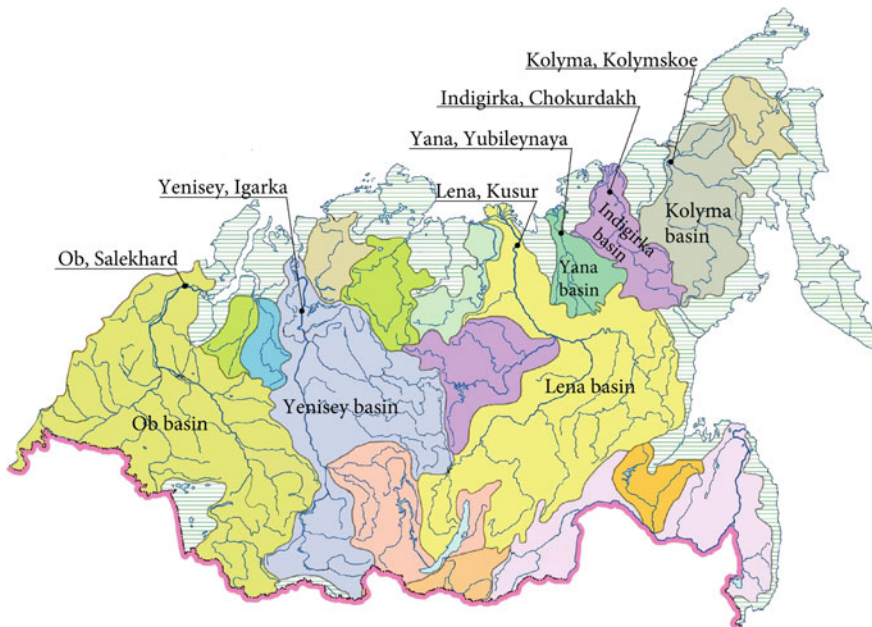 Kolyma, Kolymskoe
Indigirka, Chokurdakh
Yana, Yubileynaya
Yenisey, Igarka
Lena, Kusur
Ob, Salekhard
Indigirka
basin
Kolyma
basin
Yana
basin
Lena basin
Yenisey basin
Ob basin